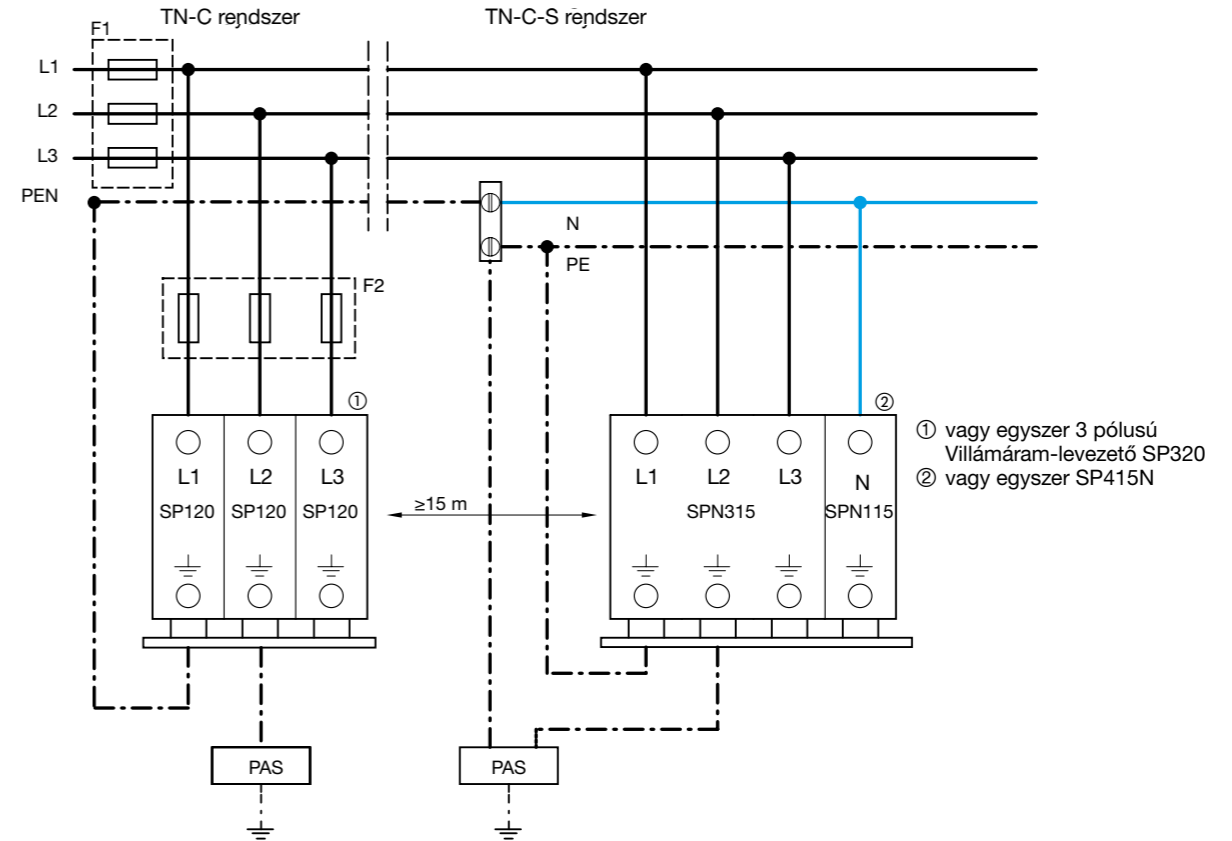 TN-C rendszer
TN-C-S rendszer
F1
L1
L2
L3
PEN
N
PE
F2
①
②
L1
L2
L3
SP120
SP120
SP120
≥15 m
L1
L2
L3
N
SPN315
SPN115
① vagy egyszer 3 pólusú
Villámáram-levezető SP320
② vagy egyszer SP415N
PAS
PAS